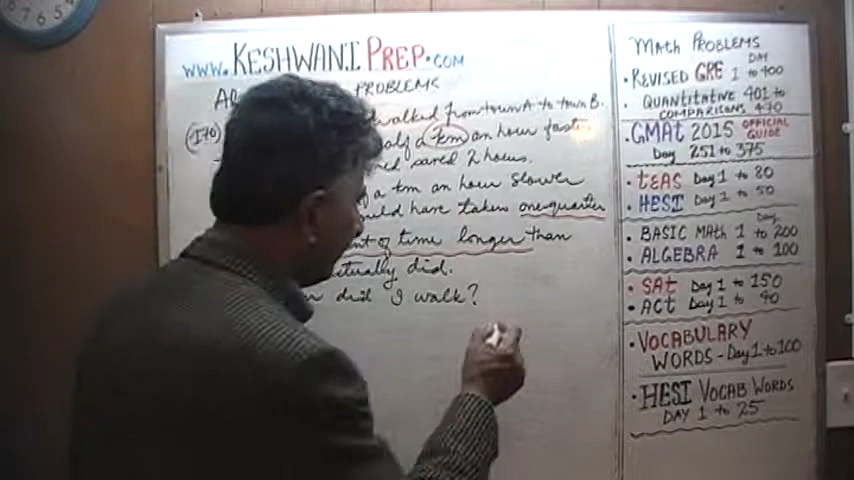 7 6 5
www. KESHWANI PREP.COM
Al PROBLEMS
(170) walked from town A to town B.
half a km an hour faster
saved 2 hours.
a km an hour slower
have taken one quarter
of time longer than
actually did.
did I walk?
MATH PROBLEMS
• REVISED GRE DAY 1 to 400
• QUANTITATIVE COMPARISONS 401 to 470
• GMAT 2015 OFFICIAL GUIDE
Day 251 to 375
• TEAS Day 1 to 80
• HESI Day 1 to 50
• BASIC MATH Day 1 to 200
• ALGEBRA 1 to 100
• SAT Day 1 to 150
• ACT Day 1 to 90
• VOCABULARY
WORDS - Day 1 to 100
• HESI VOCAB WORDS
DAY 1 to 25